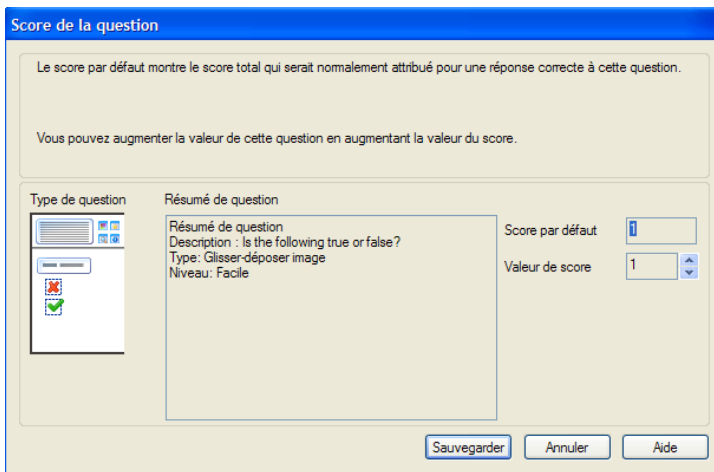 Score de la question
Le score par défaut montre le score total qui serait normalement attribué pour une réponse correcte à cette question.
Vous pouvez augmenter la valeur de cette question en augmentant la valeur du score.
Type de question
Résumé de question
Résumé de question
Description : Is the following true or false?
Type: Glisser-déposer image
Niveau: Facile
Score par défaut
1
Valeur de score
1
Sauvegarder
Annuler
Aide